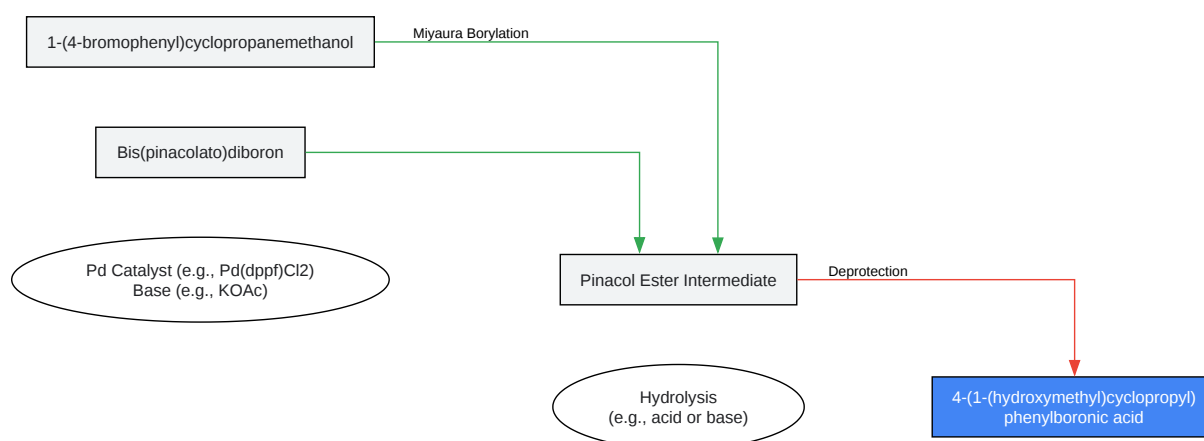 1-(4-bromophenyl)cyclopropanemethanol
Miyaura Borylation
Bis(pinacolato)diboron
Pd Catalyst (e.g., Pd(dppf)Cl2)
Base (e.g., KOAc)
Pinacol Ester Intermediate
Deprotection
Hydrolysis
(e.g., acid or base)
4-(1-(hydroxymethyl)cyclopropyl)
phenylboronic acid